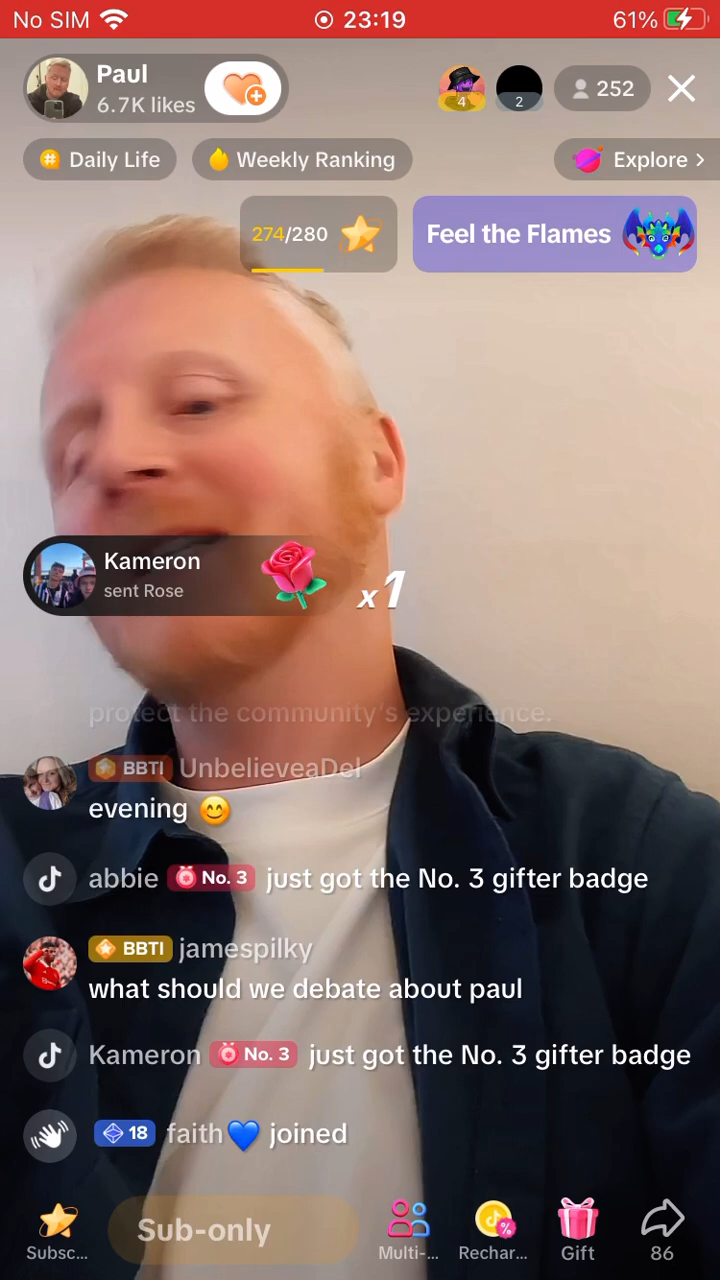 No SIM 23:19 61%
Paul
6.7K likes
4
2
252
Daily Life
Weekly Ranking
Explore >
274/280
Feel the Flames
Kameron
sent Rose
x1
protect the community's experience.
BBTI UnbelieveaDel
evening 😊
abbie No. 3 just got the No. 3 gifter badge
BBTI jamespilky
what should we debate about paul
Kameron No. 3 just got the No. 3 gifter badge
18 faith💙 joined
Sub-only
Subsc...
Multi-...
Rechar...
Gift
86